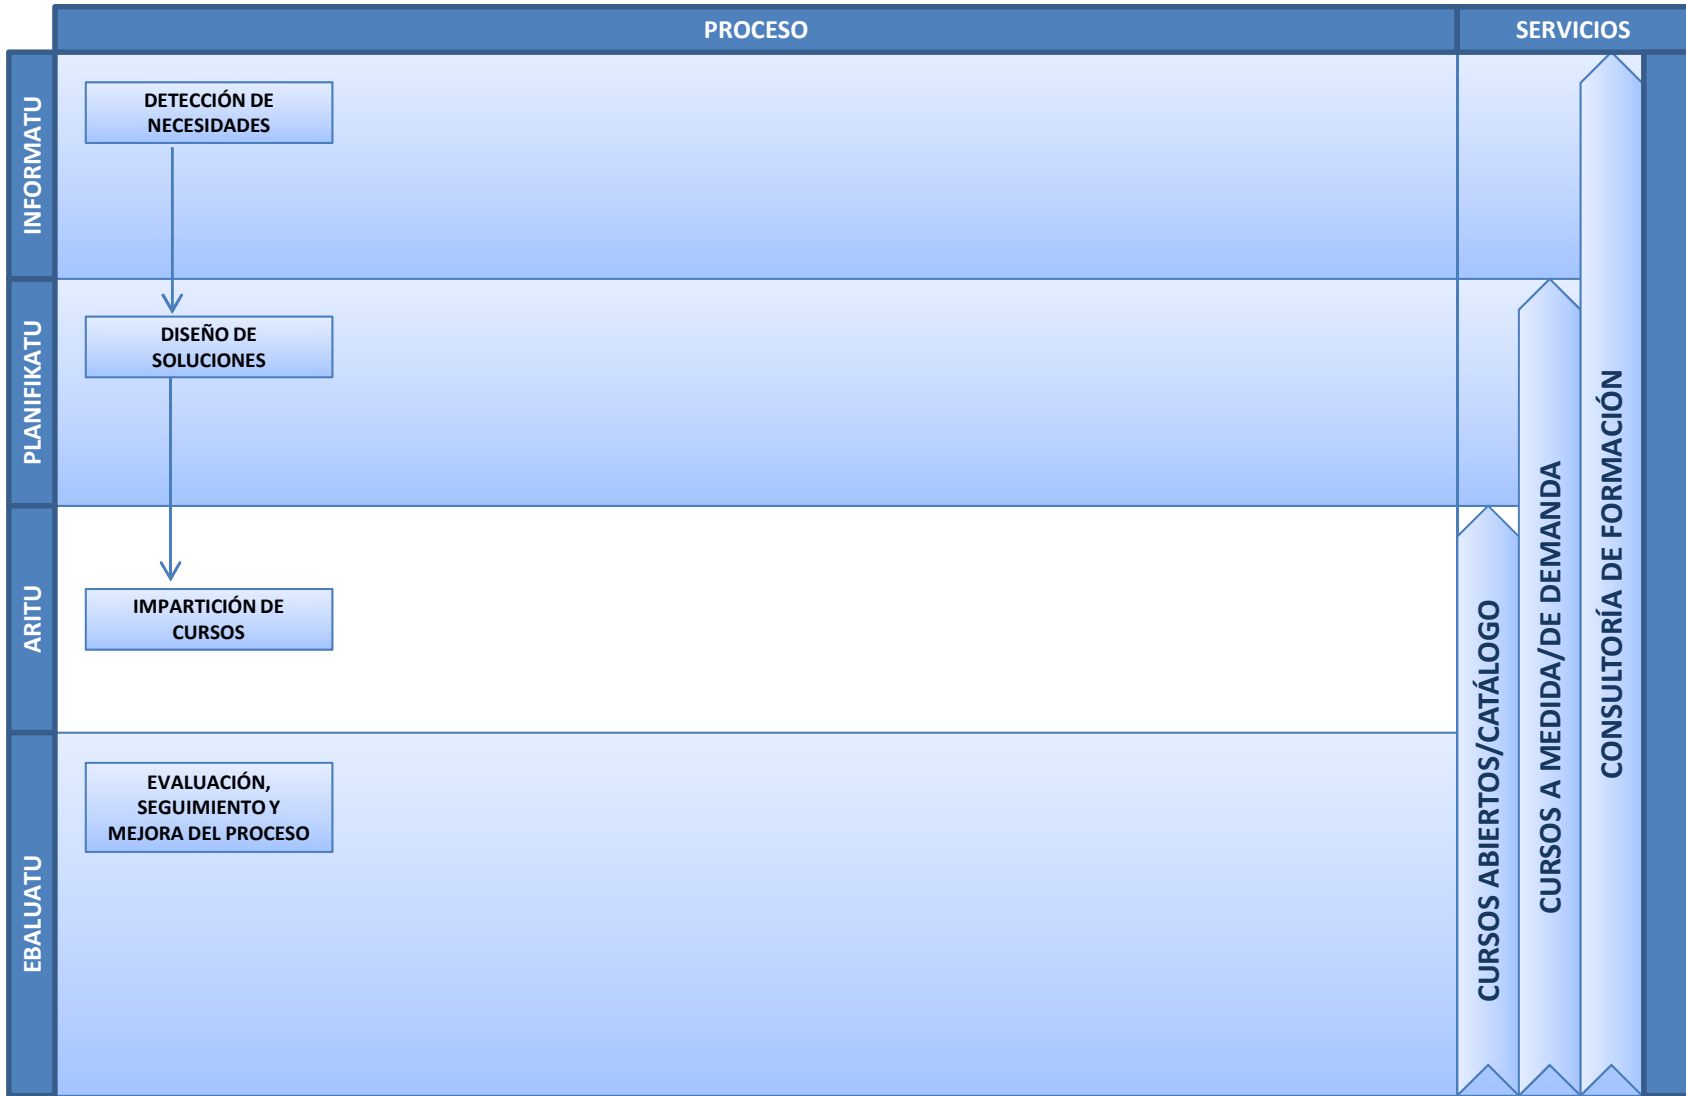 PROCESO
SERVICIOS
INFORMATU
DETECCIÓN DE
NECESIDADES
PLANIFIKATU
DISEÑO DE
SOLUCIONES
ARITU
IMPARTICIÓN DE
CURSOS
EBALUATU
EVALUACIÓN,
SEGUIMIENTO Y
MEJORA DEL PROCESO
CURSOS ABIERTOS/CATÁLOGO
CURSOS A MEDIDA/DE DEMANDA
CONSULTORÍA DE FORMACIÓN